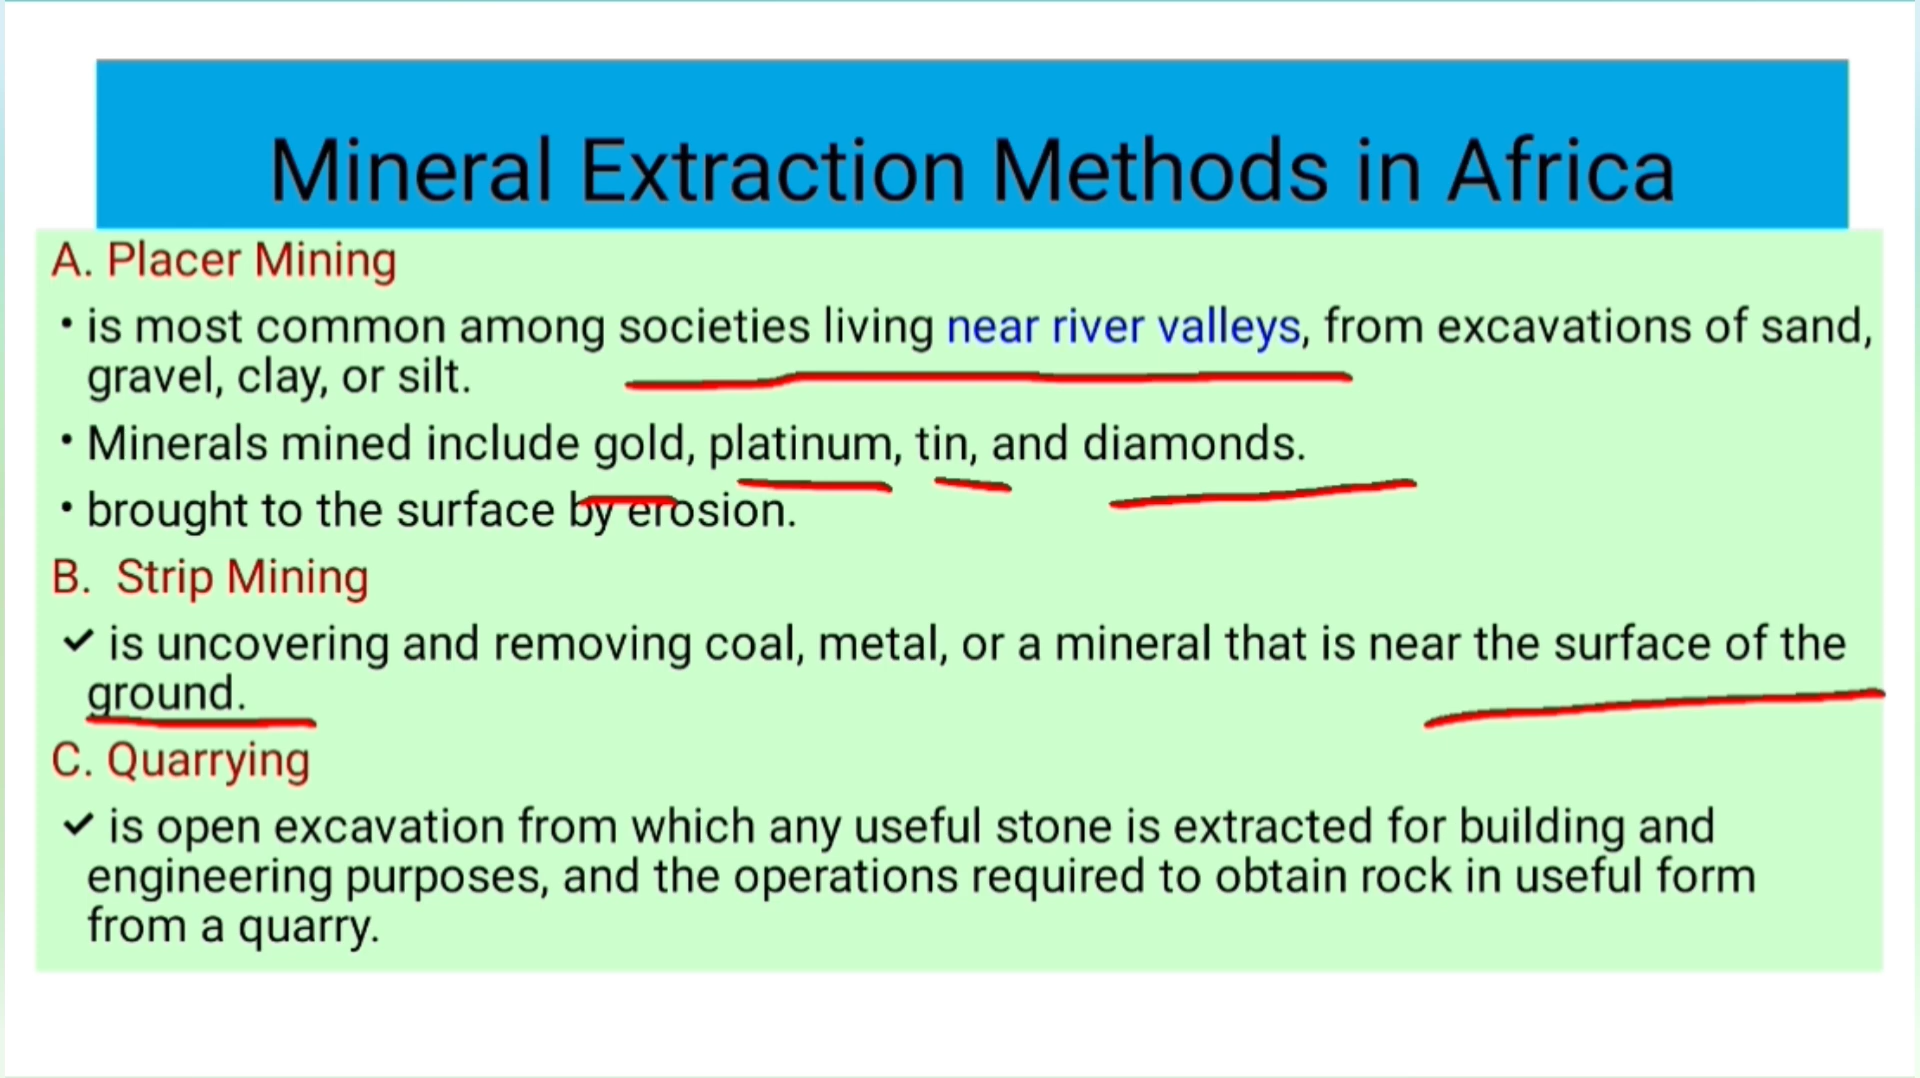 Mineral Extraction Methods in Africa
A. Placer Mining
• is most common among societies living near river valleys, from excavations of sand,
gravel, clay, or silt.
• Minerals mined include gold, platinum, tin, and diamonds.
• brought to the surface by erosion.
B. Strip Mining
✓ is uncovering and removing coal, metal, or a mineral that is near the surface of the
ground.
C. Quarrying
✓ is open excavation from which any useful stone is extracted for building and
engineering purposes, and the operations required to obtain rock in useful form
from a quarry.